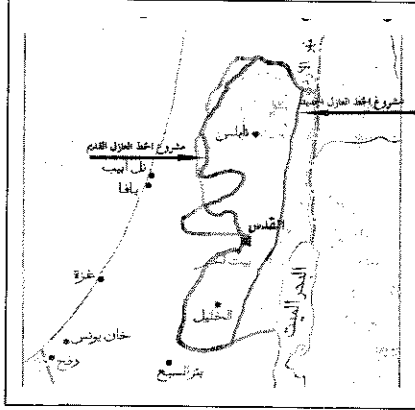 مشروع الخط العازل الجديد
نابلس
مشروع الخط العازل القديم
تل أبيب
يافا
القدس
غزة
البحر الميت
الخليل
خان يونس
رفح
بئر السبع